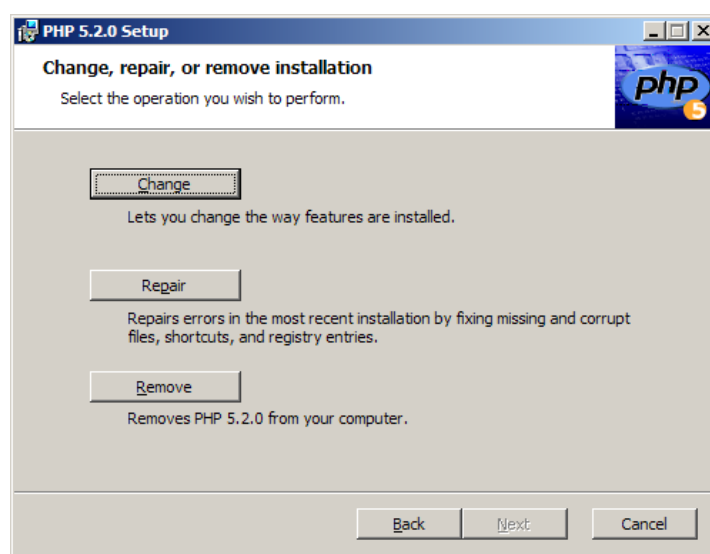 PHP 5.2.0 Setup
Change, repair, or remove installation
Select the operation you wish to perform.
php
5
Change
Lets you change the way features are installed.
Repair
Repairs errors in the most recent installation by fixing missing and corrupt
files, shortcuts, and registry entries.
Remove
Removes PHP 5.2.0 from your computer.
Back Next Cancel